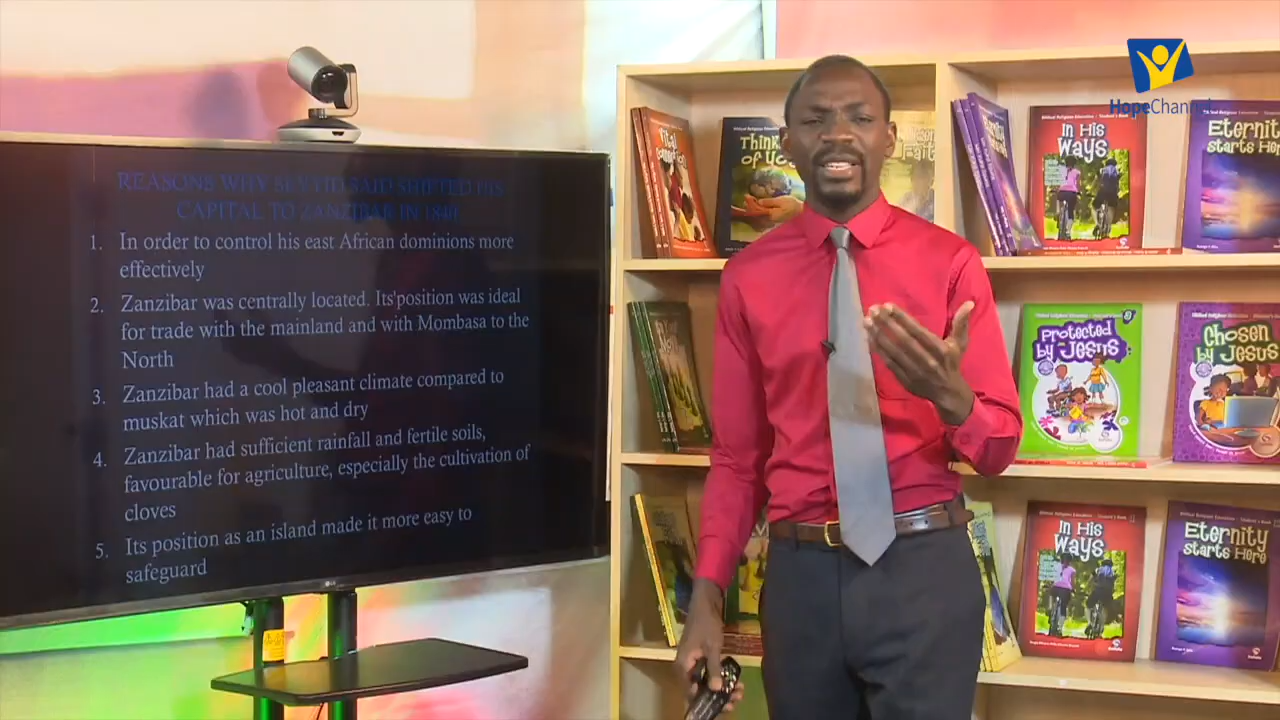 HopeChannel
REASONS WHY SEYYID SAID SHIFTED HIS
CAPITAL TO ZANZIBAR IN 1840
1. In order to control his east African dominions more
effectively
2. Zanzibar was centrally located. Its'position was ideal
for trade with the mainland and with Mombasa to the
North
3. Zanzibar had a cool pleasant climate compared to
muskat which was hot and dry
4. Zanzibar had sufficient rainfall and fertile soils,
favourable for agriculture, especially the cultivation of
cloves
5. Its position as an island made it more easy to
safeguard
Vital
Think
of Yo
In His
Ways
Eternity
starts Here
Protected
by Jesus
3
Chosen
by Jesus
In His
Ways
Eternity
starts Here